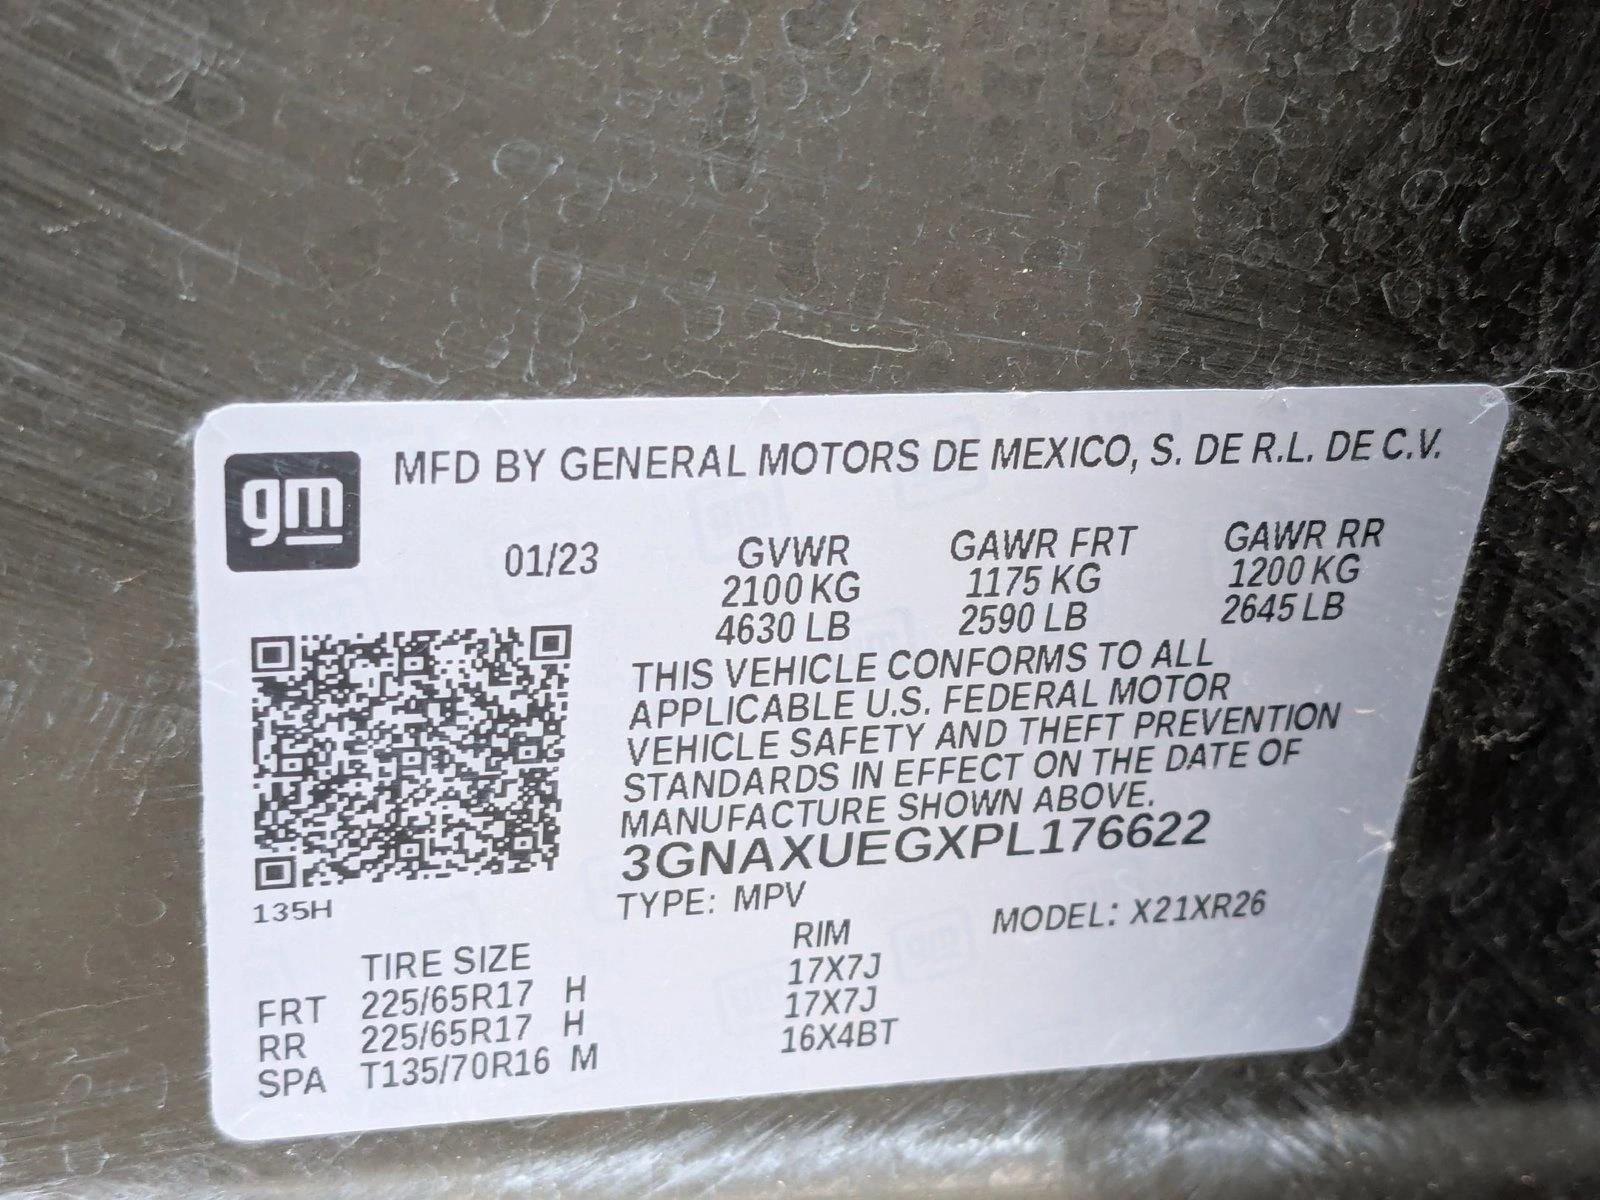 gm
MFD BY GENERAL MOTORS DE MEXICO, S. DE R.L. DE C.V.
01/23 GVWR GAWR FRT GAWR RR
2100 KG 1175 KG 1200 KG
4630 LB 2590 LB 2645 LB
THIS VEHICLE CONFORMS TO ALL
APPLICABLE U.S. FEDERAL MOTOR
VEHICLE SAFETY AND THEFT PREVENTION
STANDARDS IN EFFECT ON THE DATE OF
MANUFACTURE SHOWN ABOVE.
3GNAXUEGXPL176622
135H
TYPE: MPV MODEL: X21XR26
TIRE SIZE RIM
FRT 225/65R17 H 17X7J
RR 225/65R17 H 17X7J
SPA T135/70R16 M 16X4BT